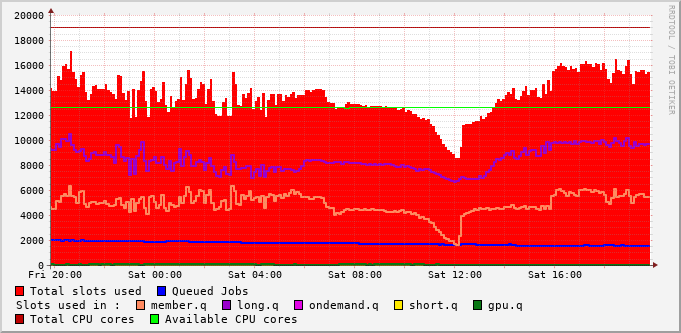 20000
18000
16000
14000
12000
10000
8000
6000
4000
2000
0
Fri 20:00 Sat 00:00 Sat 04:00 Sat 08:00 Sat 12:00 Sat 16:00
Total slots used Queued Jobs
Slots used in : member.q long.q ondemand.q short.q gpu.q
Total CPU cores Available CPU cores
RRDTOOL / TOBI OETIKER